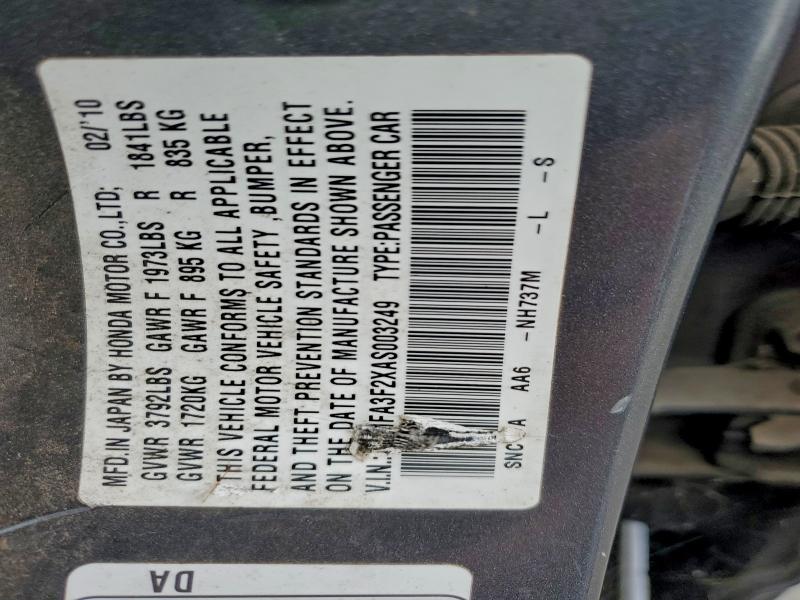 MFD.IN JAPAN BY HONDA MOTOR CO.,LTD; 02/'10
GVWR 3792LBS GAWR F 1973LBS R 1841LBS
GVWR 1720KG GAWR F 895 KG R 835 KG
THIS VEHICLE CONFORMS TO ALL APPLICABLE
FEDERAL MOTOR VEHICLE SAFETY ,BUMPER,
AND THEFT PREVENTION STANDARDS IN EFFECT
ON THE DATE OF MANUFACTURE SHOWN ABOVE.
V.I.N. FA3F2XAS003249 TYPE:PASSENGER CAR
AA6 -NH737M -L -S
DA